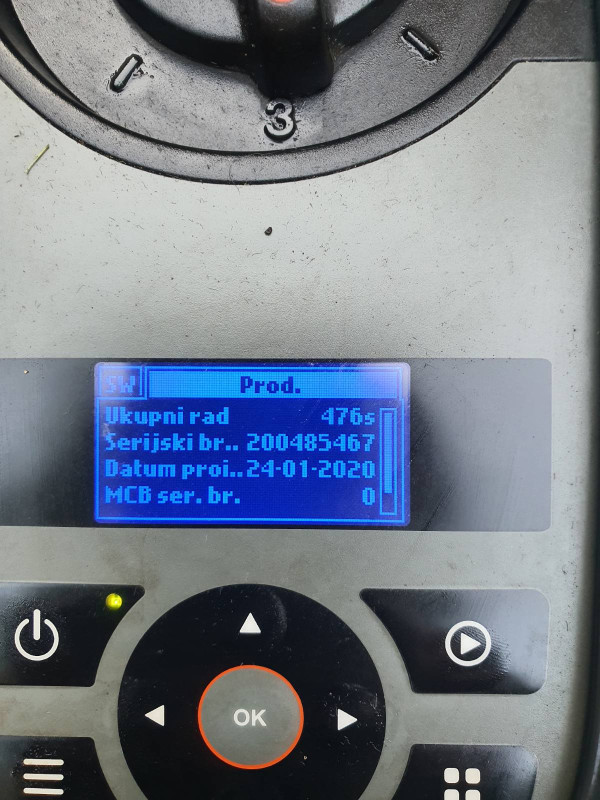 3
SW Prod.
Ukupni rad 476s
Serijski br.. 200485467
Datum proi.. 24-01-2020
MCB ser. br. 0
OK